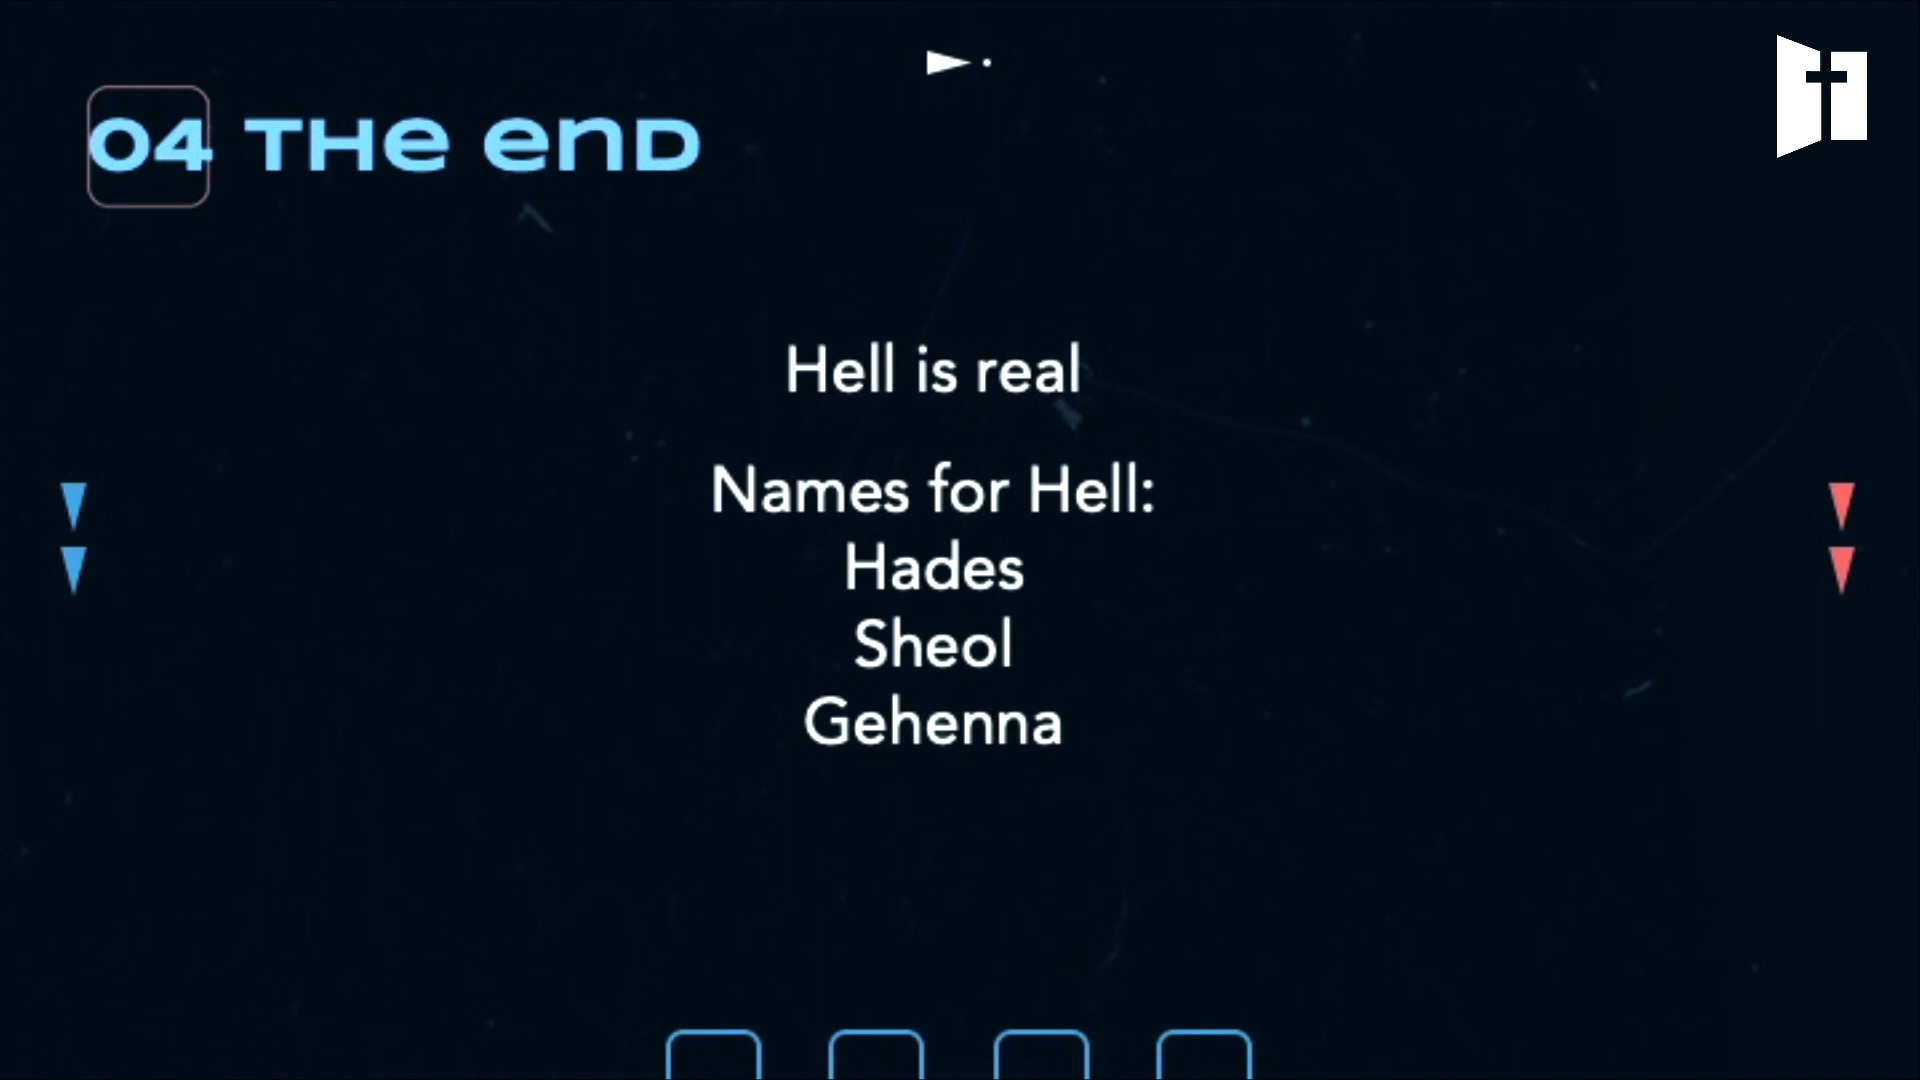 04 THe enD
Hell is real
Names for Hell:
Hades
Sheol
Gehenna